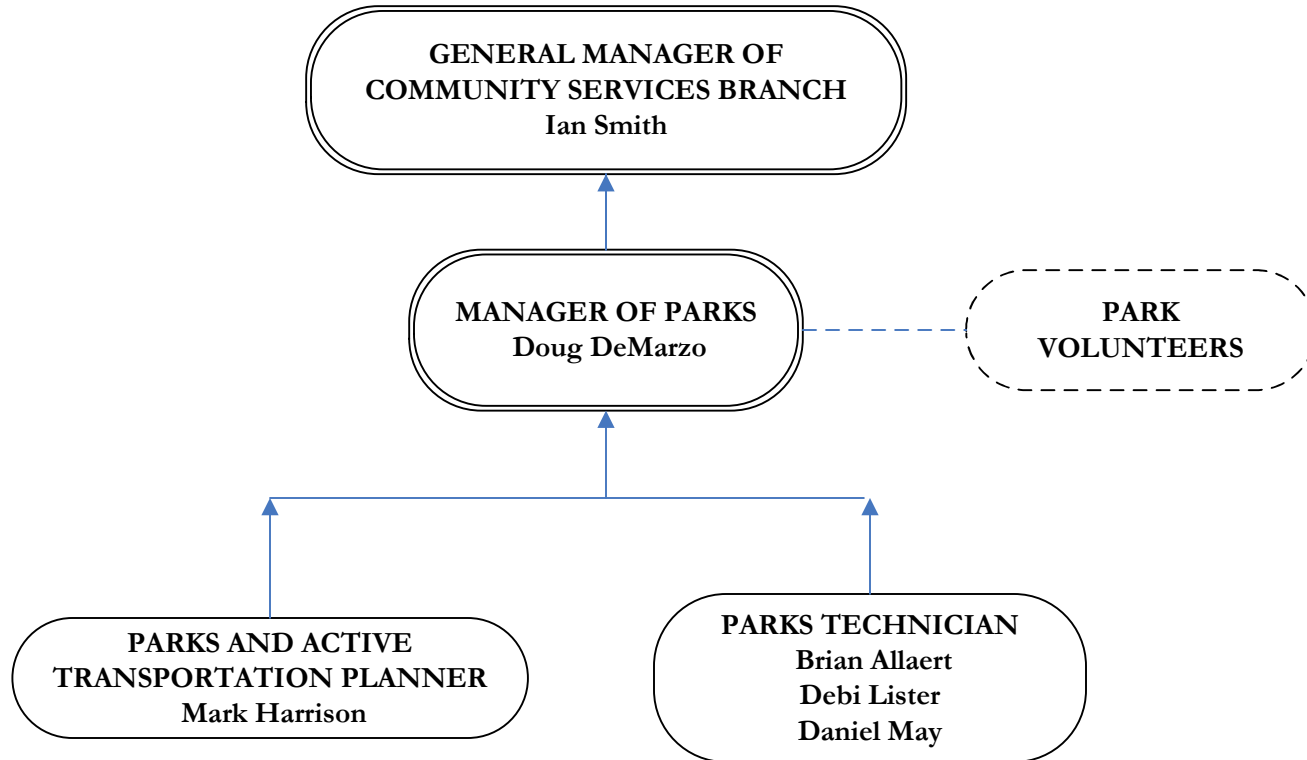 GENERAL MANAGER OF
COMMUNITY SERVICES BRANCH
Ian Smith
MANAGER OF PARKS
Doug DeMarzo
PARK
VOLUNTEERS
PARKS AND ACTIVE
TRANSPORTATION PLANNER
Mark Harrison
PARKS TECHNICIAN
Brian Allaert
Debi Lister
Daniel May